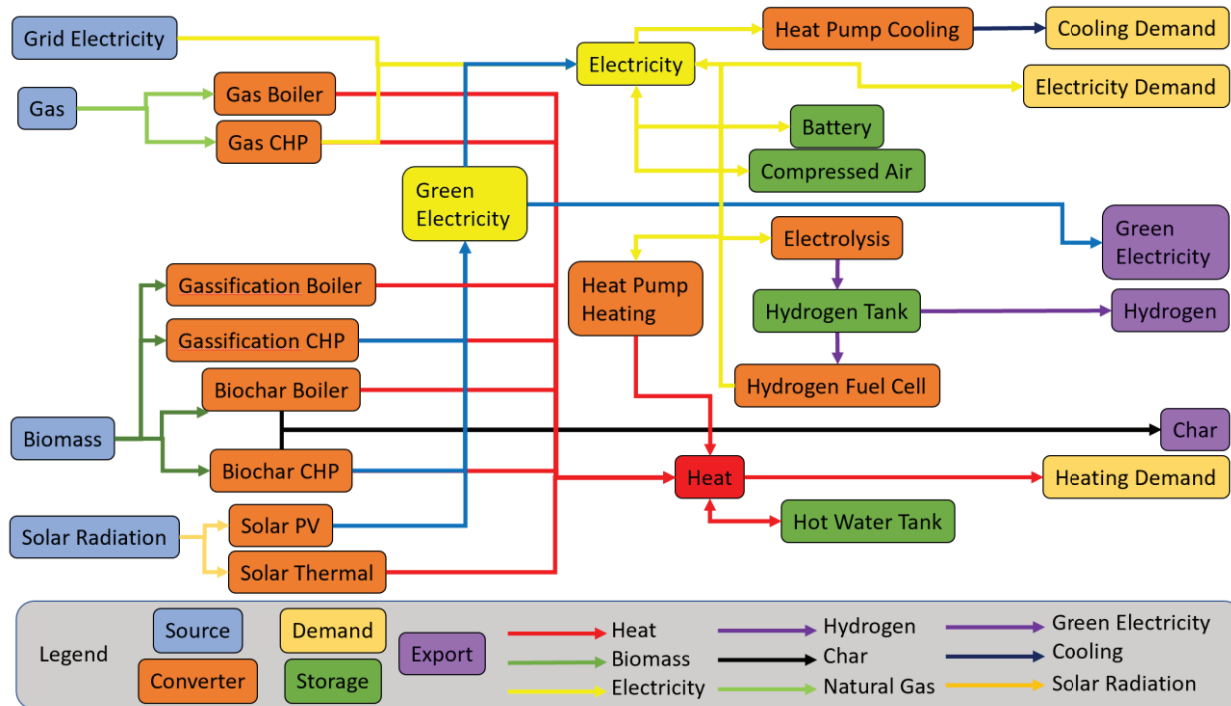 Grid Electricity
Gas
Gas Boiler
Gas CHP
Electricity
Heat Pump Cooling
Cooling Demand
Electricity Demand
Battery
Compressed Air
Green
Electricity
Electrolysis
Green
Electricity
Heat Pump
Heating
Hydrogen Tank
Hydrogen
Hydrogen Fuel Cell
Gassification Boiler
Gassification CHP
Biochar Boiler
Biomass
Biochar CHP
Char
Heat
Heating Demand
Hot Water Tank
Solar Radiation
Solar PV
Solar Thermal
Legend
Source
Demand
Export
Converter
Storage
Heat
Hydrogen
Green Electricity
Biomass
Char
Cooling
Electricity
Natural Gas
Solar Radiation